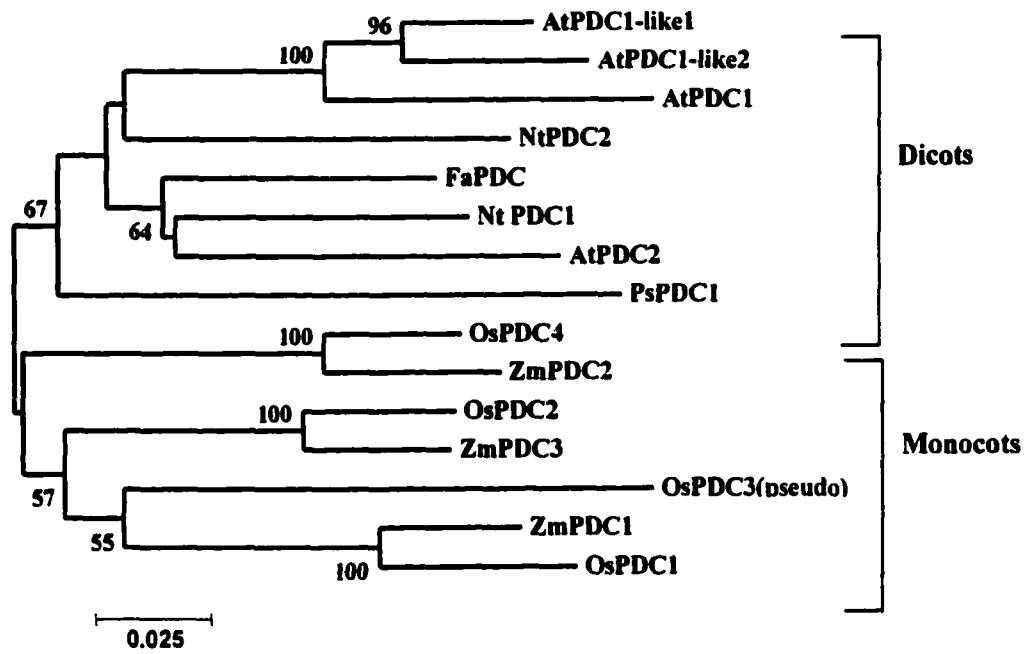 96
AtPDC1-like1
100
AtPDC1-like2
AtPDC1
NtPDC2
Dicots
FaPDC
67
Nt PDC1
64
AtPDC2
PsPDC1
100
OsPDC4
ZmPDC2
100
OsPDC2
Monocots
ZmPDC3
57
OsPDC3(pseudo)
55
ZmPDC1
100
OsPDC1
0.025